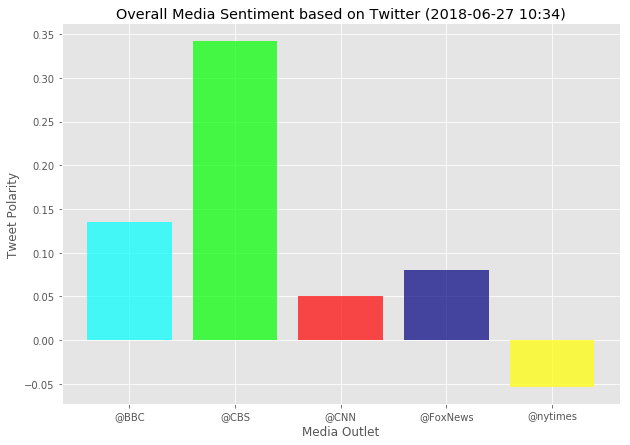 Overall Media Sentiment based on Twitter (2018-06-27 10:34)
0.35
0.30
0.25
0.20
0.15
0.10
0.05
0.00
−0.05
Tweet Polarity
@BBC @CBS @CNN @FoxNews @nytimes
Media Outlet